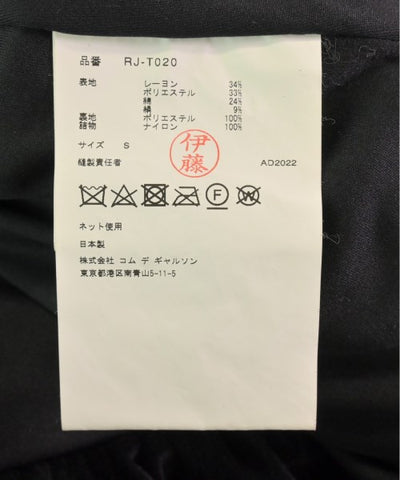 品番 RJ-T020
表地 レーヨン 34%
ポリエステル 33%
綿 24%
絹 9%
裏地 ポリエステル 100%
詰物 ナイロン 100%
サイズ S
縫製責任者 伊藤 AD2022
F W
ネット使用
日本製
株式会社 コム デ ギャルソン
東京都港区南青山5-11-5